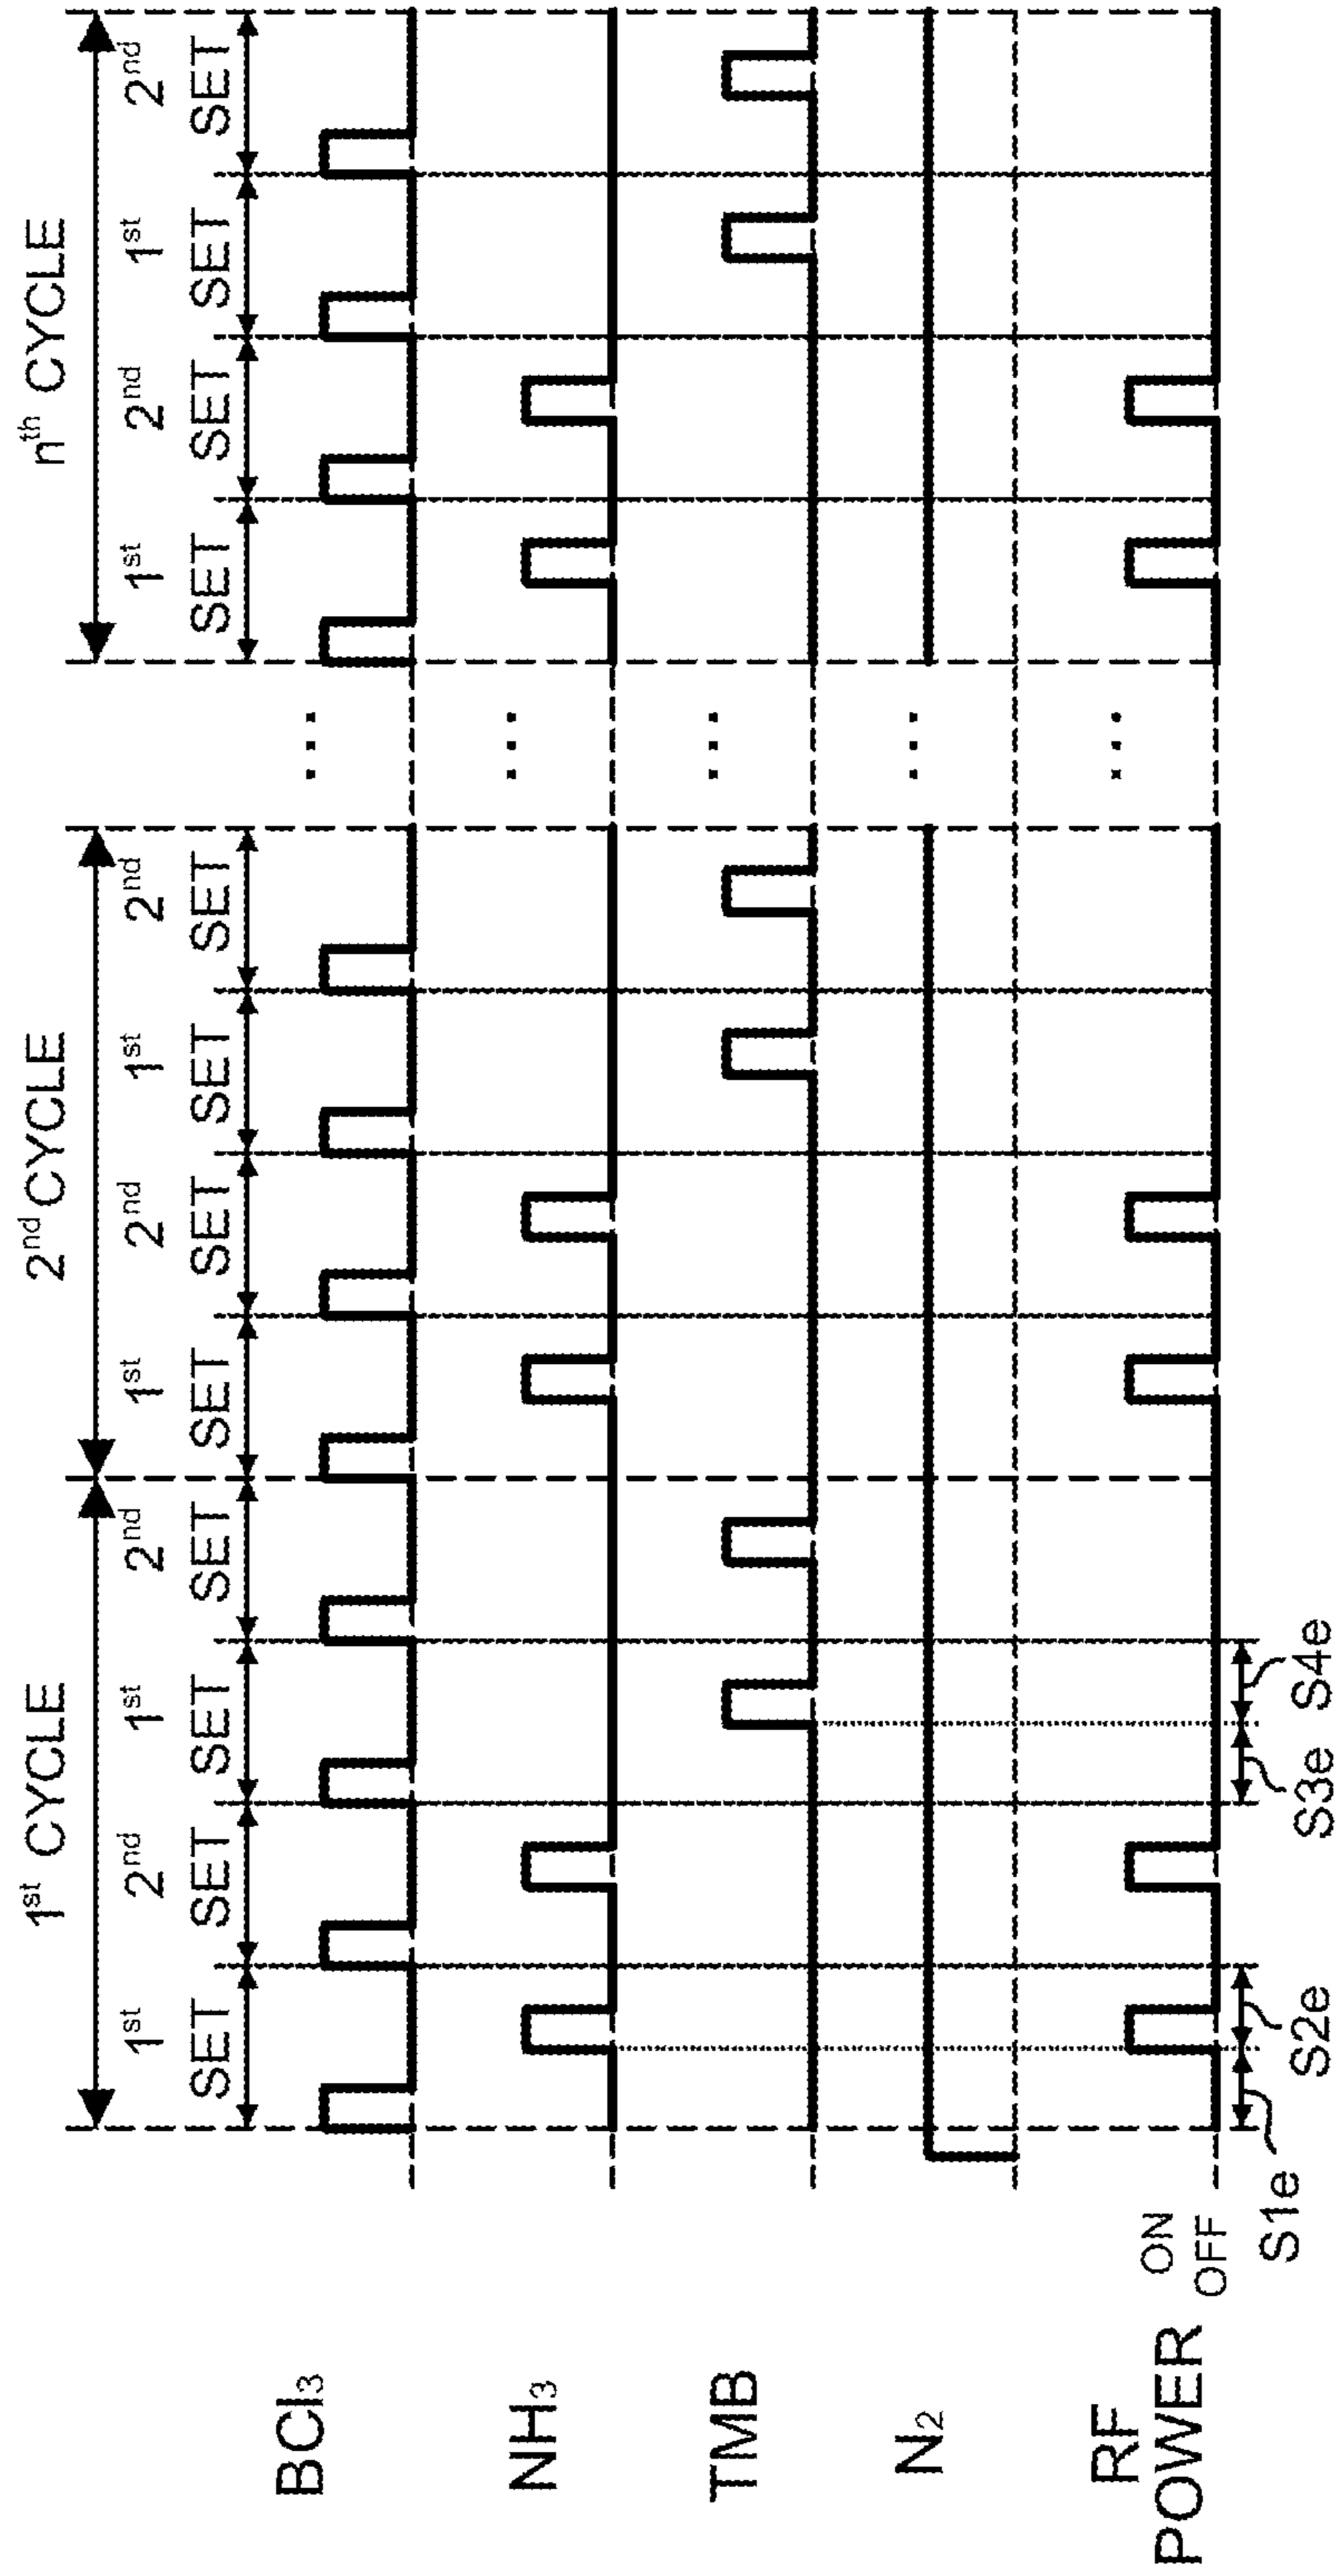 1st CYCLE 2nd CYCLE nth CYCLE
1st 2nd 1st 2nd 1st 2nd 1st 2nd 1st 2nd 1st 2nd
SET SET SET SET SET SET SET SET SET SET SET SET
BCl3 ...
NH3 ...
TMB ...
N2 ...
RF
POWER
ON
OFF
...
S1e S2e S3e S4e